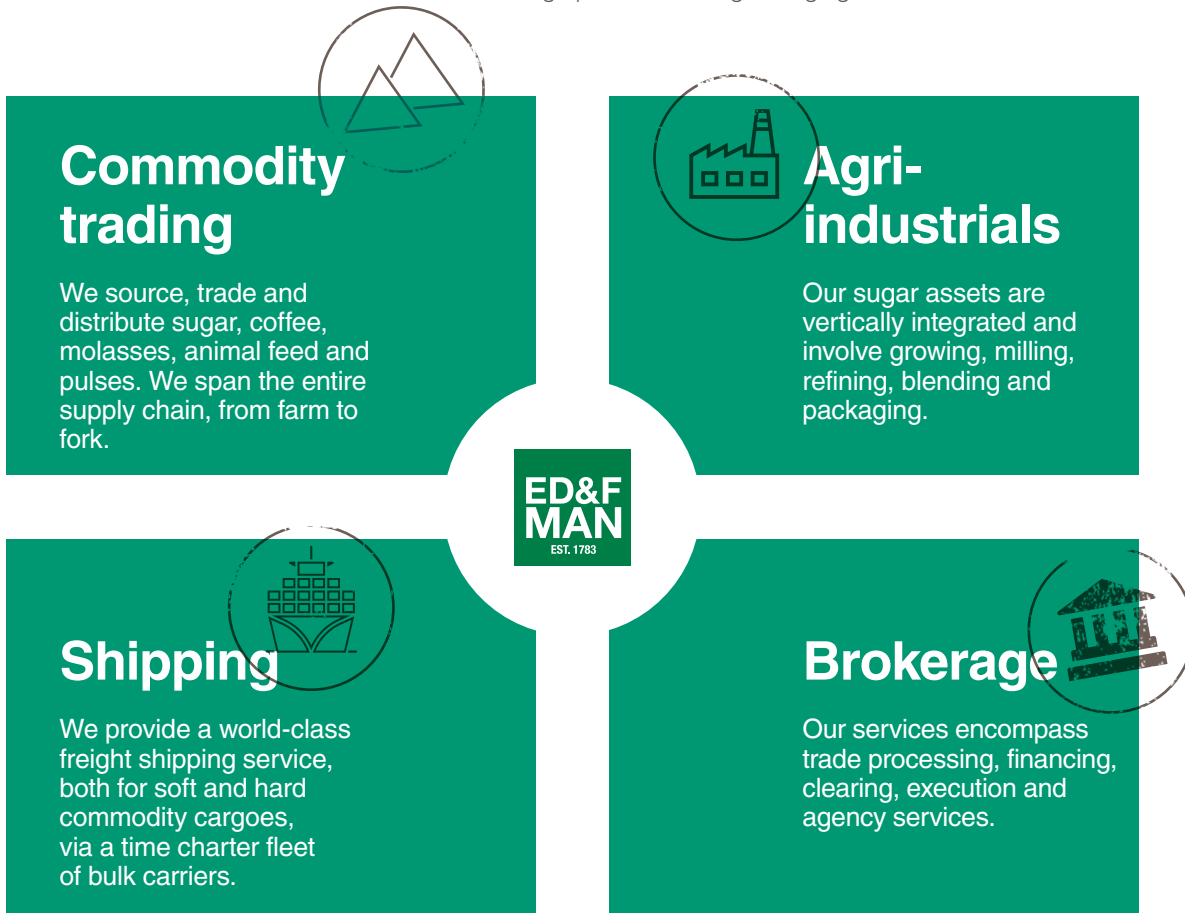 Commodity
trading
We source, trade and
distribute sugar, coffee,
molasses, animal feed and
pulses. We span the entire
supply chain, from farm to
fork.
Agri-
industrials
Our sugar assets are
vertically integrated and
involve growing, milling,
refining, blending and
packaging.
ED&F
MAN
EST. 1783
Shipping
We provide a world-class
freight shipping service,
both for soft and hard
commodity cargoes,
via a time charter fleet
of bulk carriers.
Brokerage
Our services encompass
trade processing, financing,
clearing, execution and
agency services.